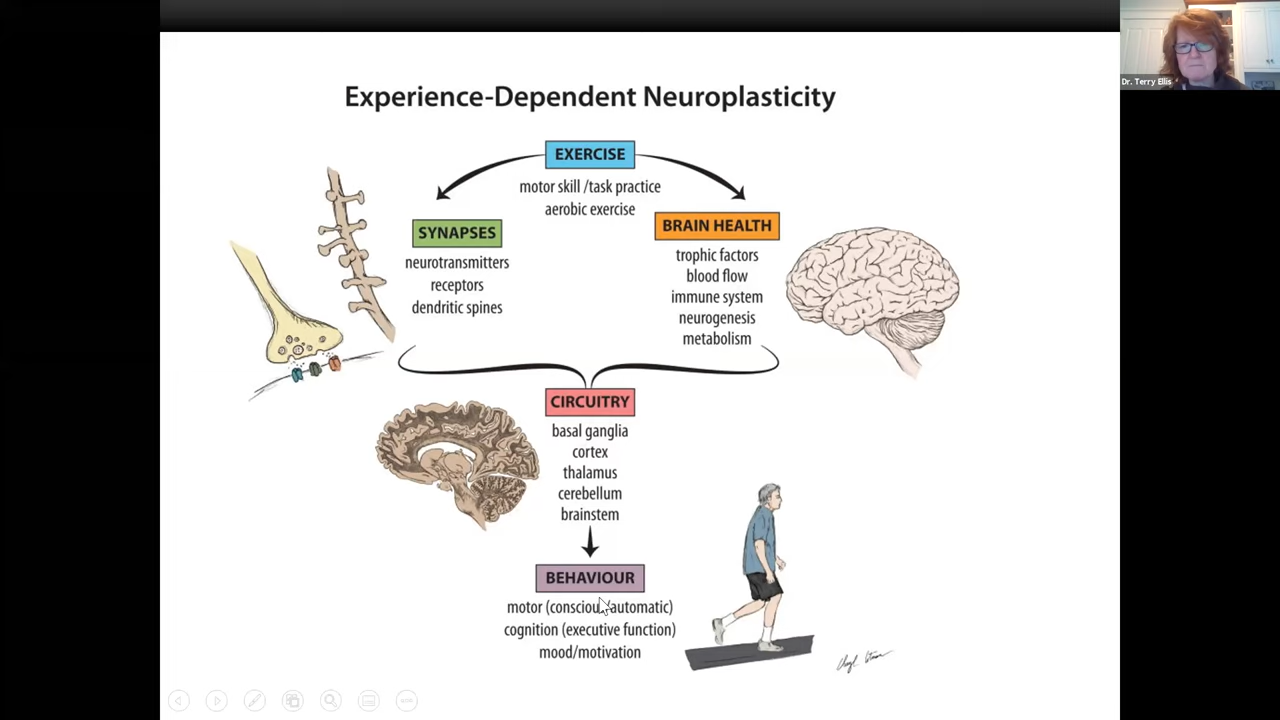 Dr. Terry Ellis
Experience-Dependent Neuroplasticity
EXERCISE
motor skill /task practice
aerobic exercise
SYNAPSES
neurotransmitters
receptors
dendritic spines
BRAIN HEALTH
trophic factors
blood flow
immune system
neurogenesis
metabolism
CIRCUITRY
basal ganglia
cortex
thalamus
cerebellum
brainstem
BEHAVIOUR
motor (conscious/automatic)
cognition (executive function)
mood/motivation